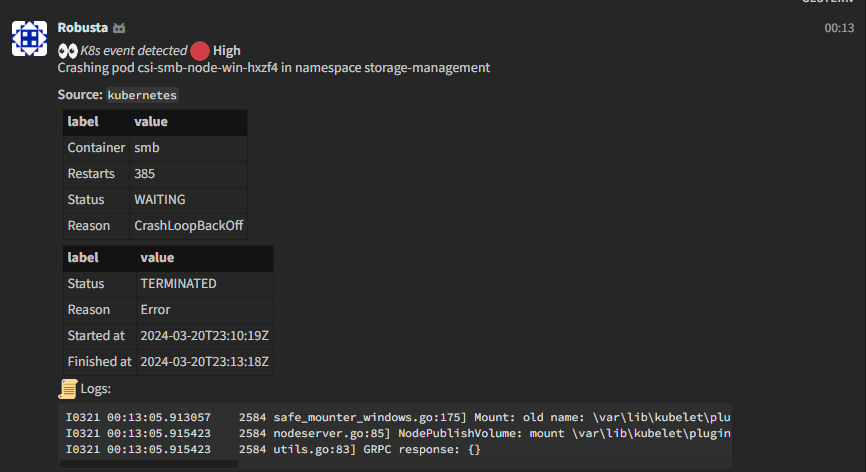 GESTERN
Robusta 00:13
K8s event detected High
Crashing pod csi-smb-node-win-hxzf4 in namespace storage-management
Source: kubernetes
label value
Container smb
Restarts 385
Status WAITING
Reason CrashLoopBackOff
label value
Status TERMINATED
Reason Error
Started at 2024-03-20T23:10:19Z
Finished at 2024-03-20T23:13:18Z
Logs:
I0321 00:13:05.913057 2584 safe_mounter_windows.go:175] Mount: old name: \var\lib\kubelet\plu
I0321 00:13:05.915423 2584 nodeserver.go:85] NodePublishVolume: mount \var\lib\kubelet\plugin
I0321 00:13:05.915423 2584 utils.go:83] GRPC response: {}